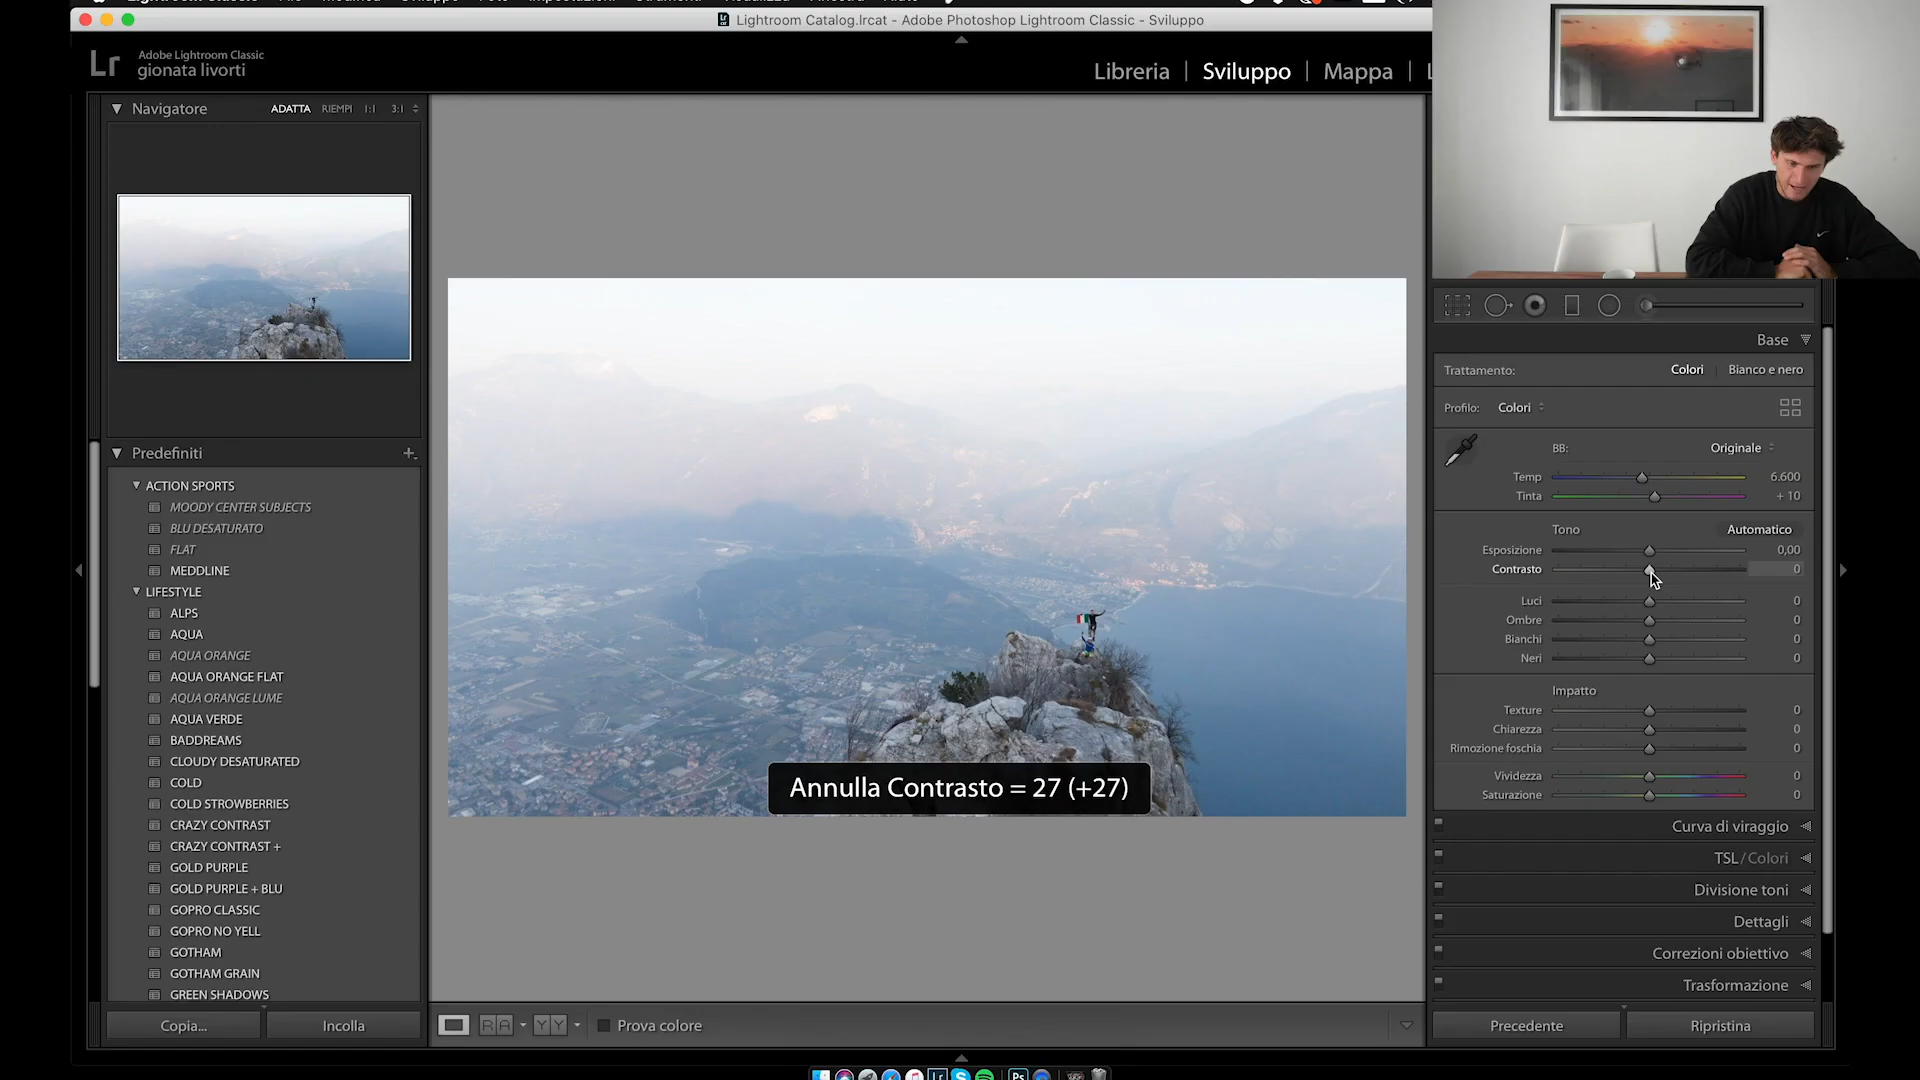 Lightroom Catalog.lrcat - Adobe Photoshop Lightroom Classic - Sviluppo
Lr
Adobe Lightroom Classic
gionata livorti
Libreria | Sviluppo | Mappa |
Navigatore
ADATTA RIEMPI 1:1 3:1
Predefiniti
ACTION SPORTS
MOODY CENTER SUBJECTS
BLU DESATURATO
FLAT
MEDDLINE
LIFESTYLE
ALPS
AQUA
AQUA ORANGE
AQUA ORANGE FLAT
AQUA ORANGE LUME
AQUA VERDE
BADDREAMS
CLOUDY DESATURATED
COLD
COLD STROWBERRIES
CRAZY CONTRAST
CRAZY CONTRAST +
GOLD PURPLE
GOLD PURPLE + BLU
GOPRO CLASSIC
GOPRO NO YELL
GOTHAM
GOTHAM GRAIN
GREEN SHADOWS
Copia...
Incolla
Annulla Contrasto = 27 (+27)
RA
YY
Prova colore
Base
Trattamento: Colori Bianco e nero
Profilo: Colori
BB: Originale
Temp 6.600
Tinta + 10
Tono Automatico
Esposizione 0,00
Contrasto 0
Luci 0
Ombre 0
Bianchi 0
Neri 0
Impatto
Texture 0
Chiarezza 0
Rimozione foschia 0
Vividezza 0
Saturazione 0
Curva di viraggio
TSL / Colori
Divisione toni
Dettagli
Correzioni obiettivo
Trasformazione
Precedente
Ripristina
Lr
Ps